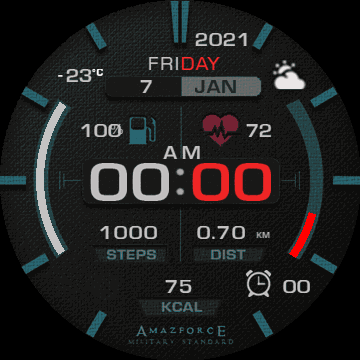 2021
-23°C
FRIDAY
7 JAN
100% 72
AM
00:00
1000 0.70 KM
STEPS DIST
75 00
KCAL
AMAZFORCE
MILITARY STANDARD